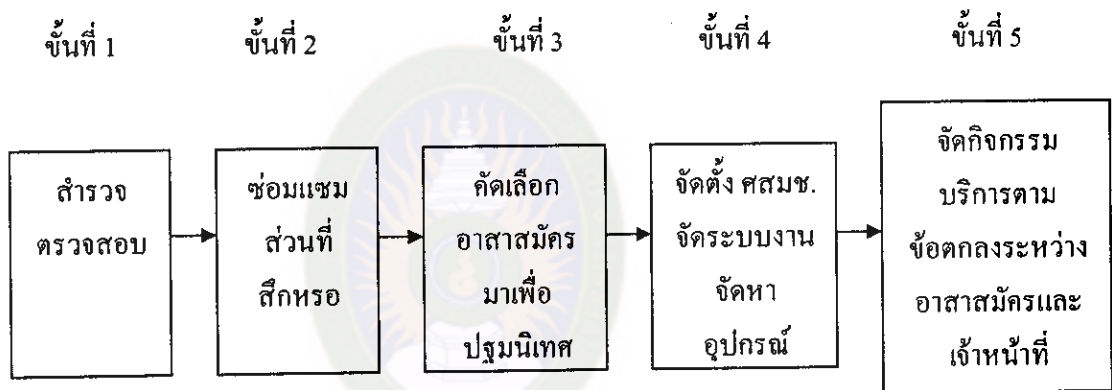 ขั้นที่ 1
ขั้นที่ 2
ขั้นที่ 3
ขั้นที่ 4
ขั้นที่ 5
สำรวจ
ตรวจสอบ
ซ่อมแซม
ส่วนที่
สึกหรอ
คัดเลือก
อาสาสมัคร
มาเพื่อ
ปฐมนิเทศ
จัดตั้ง ศสมช.
จัดระบบงาน
จัดหา
อุปกรณ์
จัดกิจกรรม
บริการตาม
ข้อตกลงระหว่าง
อาสาสมัครและ
เจ้าหน้าที่